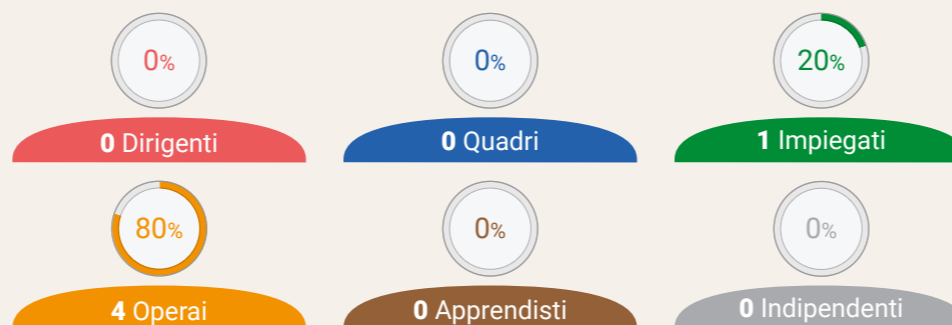 0% 0% 20%
0 Dirigenti 0 Quadri 1 Impiegati
80% 0% 0%
4 Operai 0 Apprendisti 0 Indipendenti